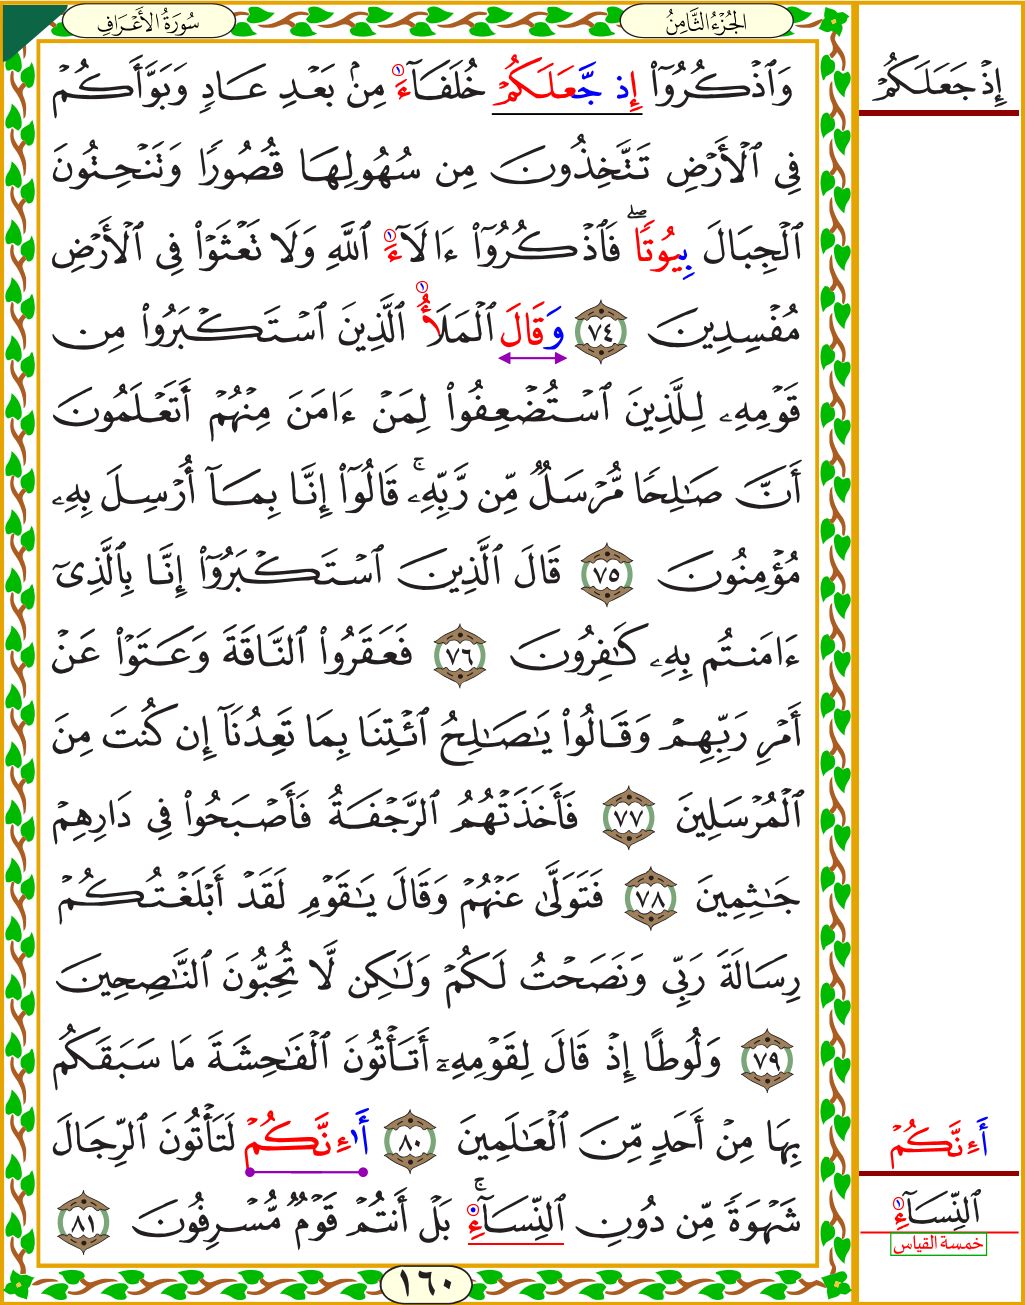 سُورَةُ الأَعْرَافِ
الجُزْءُ الثَّامِنُ
وَٱذۡكُرُوٓاْ إِذ جَّعَلَكُمۡ خُلَفَآءَ مِنۢ بَعۡدِ عَادٖ وَبَوَّأَكُمۡ
فِي ٱلۡأَرۡضِ تَتَّخِذُونَ مِن سُهُولِهَا قُصُورٗا وَتَنۡحِتُونَ
ٱلۡجِبَالَ بِيُوتٗاۖ فَٱذۡكُرُوٓاْ ءَالَآءَ ٱللَّهِ وَلَا تَعۡثَوۡاْ فِي ٱلۡأَرۡضِ
مُفۡسِدِينَ ٧٤ وَقَالَ ٱلۡمَلَأُ ٱلَّذِينَ ٱسۡتَكۡبَرُواْ مِن
قَوۡمِهِۦ لِلَّذِينَ ٱسۡتُضۡعِفُواْ لِمَنۡ ءَامَنَ مِنۡهُمۡ أَتَعۡلَمُونَ
أَنَّ صَٰلِحٗا مُّرۡسَلٞ مِّن رَّبِّهِۦۚ قَالُوٓاْ إِنَّا بِمَآ أُرۡسِلَ بِهِۦ
مُؤۡمِنُونَ ٧٥ قَالَ ٱلَّذِينَ ٱسۡتَكۡبَرُوٓاْ إِنَّا بِٱلَّذِيٓ
ءَامَنتُم بِهِۦ كَٰفِرُونَ ٧٦ فَعَقَرُواْ ٱلنَّاقَةَ وَعَتَوۡاْ عَنۡ
أَمۡرِ رَبِّهِمۡ وَقَالُواْ يَٰصَٰلِحُ ٱئۡتِنَا بِمَا تَعِدُنَآ إِن كُنتَ مِنَ
ٱلۡمُرۡسَلِينَ ٧٧ فَأَخَذَتۡهُمُ ٱلرَّجۡفَةُ فَأَصۡبَحُواْ فِي دَارِهِمۡ
جَٰثِمِينَ ٧٨ فَتَوَلَّىٰ عَنۡهُمۡ وَقَالَ يَٰقَوۡمِ لَقَدۡ أَبۡلَغۡتُكُمۡ
رِسَالَةَ رَبِّي وَنَصَحۡتُ لَكُمۡ وَلَٰكِن لَّا تُحِبُّونَ ٱلنَّٰصِحِينَ
٧٩ وَلُوطًا إِذۡ قَالَ لِقَوۡمِهِۦٓ أَتَأۡتُونَ ٱلۡفَٰحِشَةَ مَا سَبَقَكُم
بِهَا مِنۡ أَحَدٖ مِّنَ ٱلۡعَٰلَمِينَ ٨٠ أَاءِنَّكُمۡ لَتَأۡتُونَ ٱلرِّجَالَ
شَهۡوَةٗ مِّن دُونِ ٱلنِّسَآءِۚ بَلۡ أَنتُمۡ قَوۡمٞ مُّسۡرِفُونَ ٨١
١٦٠
إِذۡ جَعَلَكُمۡ
أَءِنَّكُمۡ
ٱلنِّسَآءِ
خمسة القياس